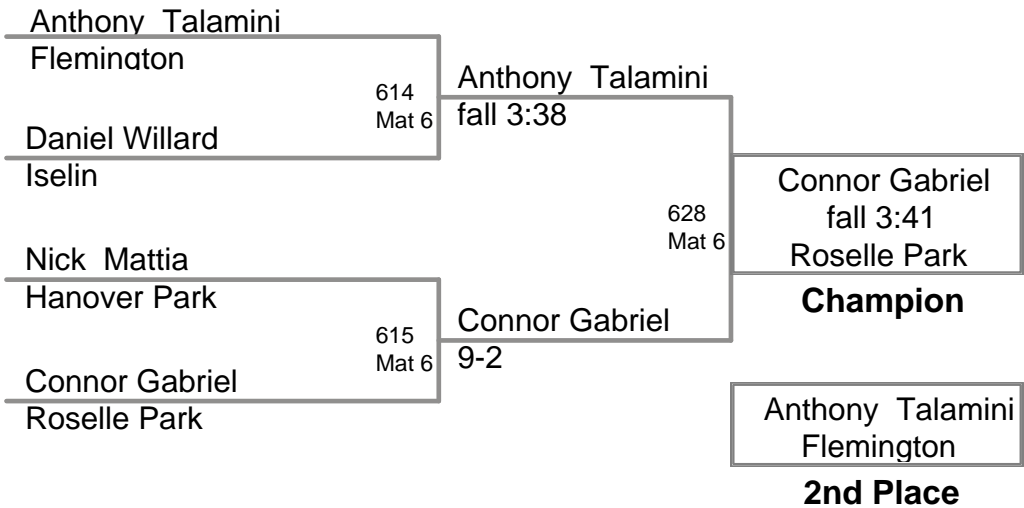 Anthony Talamini
Flemington
614
Mat 6
Daniel Willard
Iselin
Anthony Talamini
fall 3:38
Nick Mattia
Hanover Park
615
Mat 6
Connor Gabriel
Roselle Park
Connor Gabriel
9-2
628
Mat 6
Connor Gabriel
fall 3:41
Roselle Park
Champion
Anthony Talamini
Flemington
2nd Place